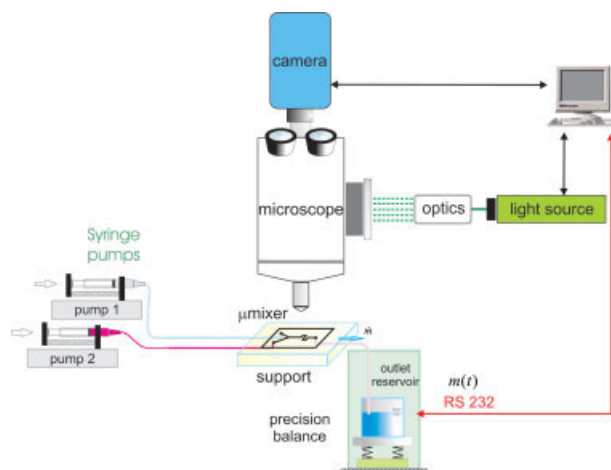 camera
microscope
optics
light source
Syringe
pumps
pump 1
pump 2
μmixer
ṁ
support
outlet
reservoir
m(t)
RS 232
precision
balance